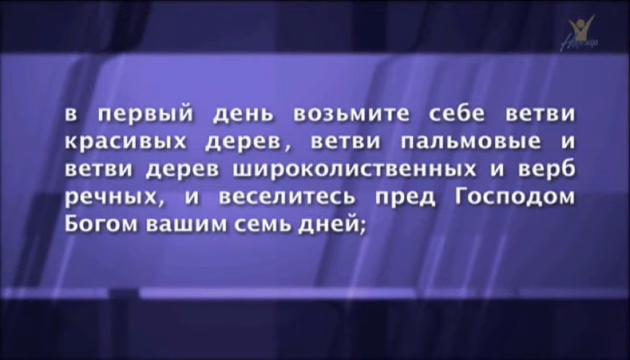 Надежда
в первый день возьмите себе ветви
красивых дерев, ветви пальмовые и
ветви дерев широколиственных и верб
речных, и веселитесь пред Господом
Богом вашим семь дней;